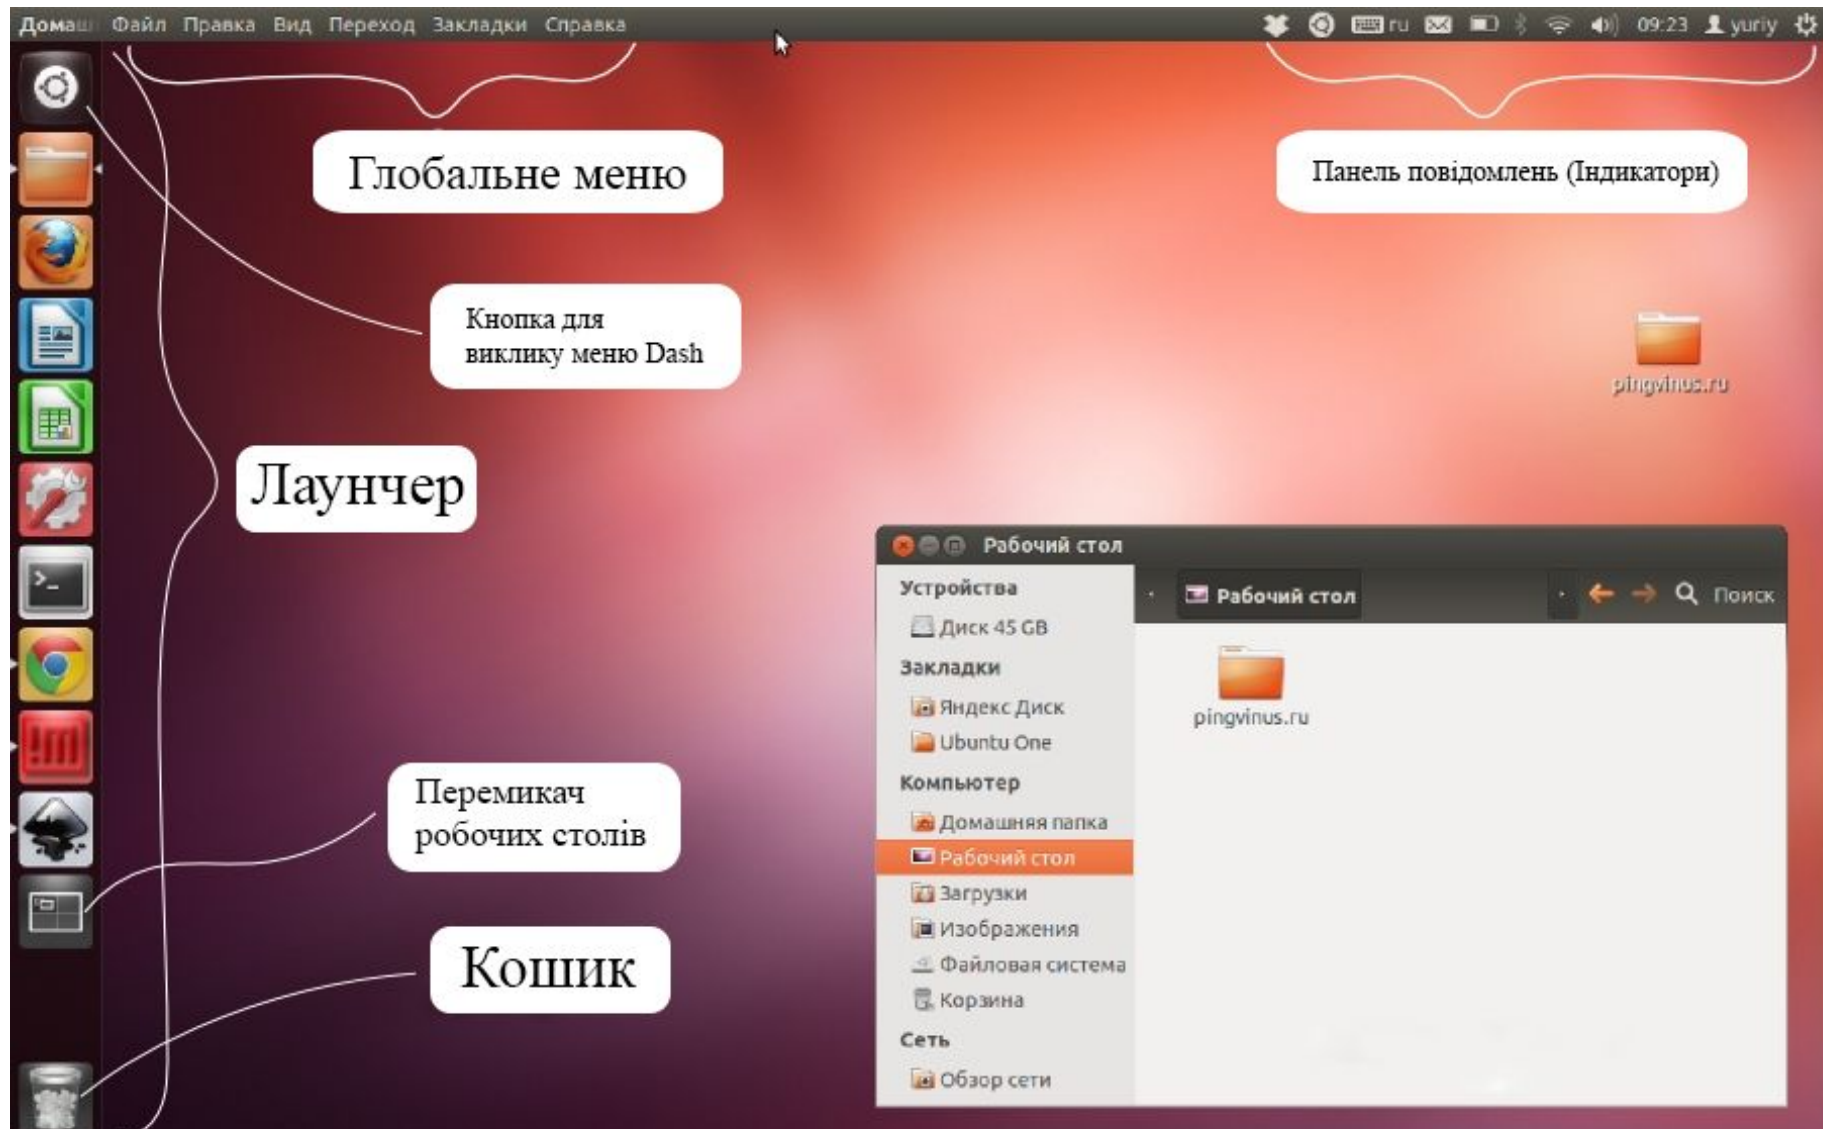 Домаш Файл Правка Вид Переход Закладки Справка
ru 09:23 yuriy
Глобальне меню
Панель повідомлень (Індикатори)
Кнопка для
виклику меню Dash
pingvinus.ru
Лаунчер
Рабочий стол
Устройства
Рабочий стол Поиск
Диск 45 GB
Закладки
Яндекс Диск
Ubuntu One
pingvinus.ru
Компьютер
Домашняя папка
Рабочий стол
Загрузки
Изображения
Файловая система
Корзина
Сеть
Обзор сети
Перемикач
робочих столів
Кошик